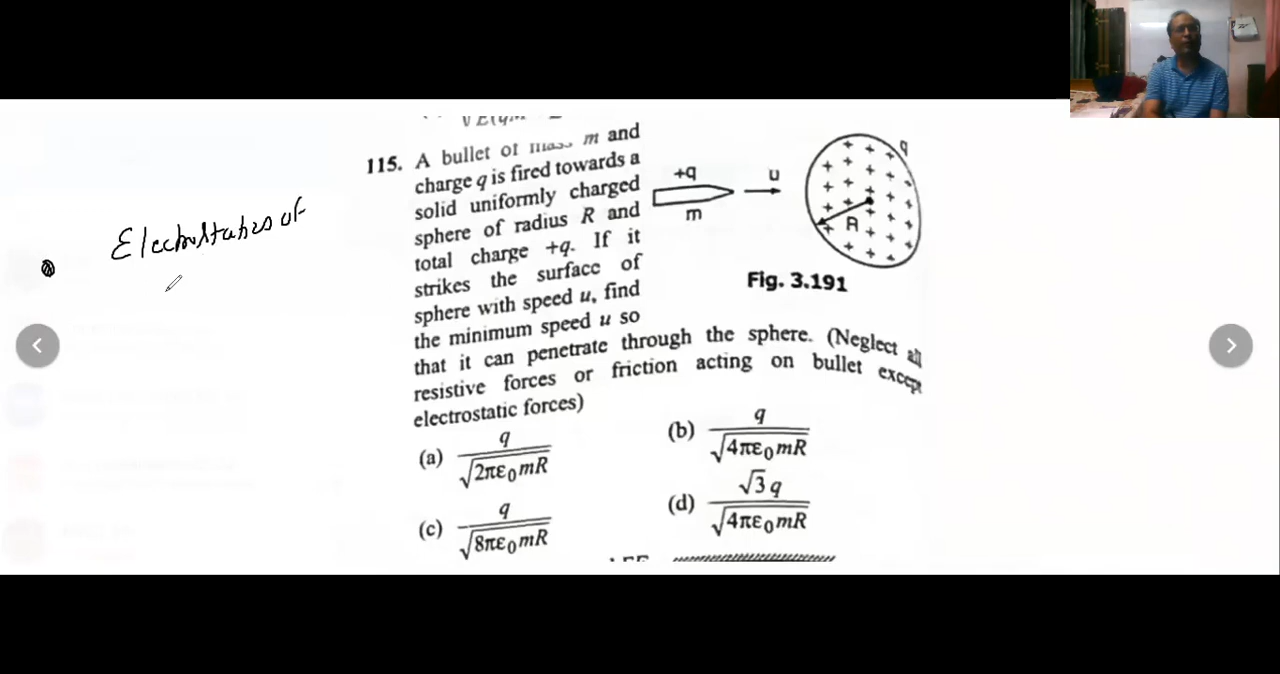 115. A bullet of mass m and
charge q is fired towards a
solid uniformly charged
sphere of radius R and
total charge +q. If it
strikes the surface of
sphere with speed u, find
the minimum speed u so
that it can penetrate through the sphere. (Neglect all
resistive forces or friction acting on bullet except
electrostatic forces)
+q
m
u
q
R
Fig. 3.191
(a) q/√2πε₀mR
(b) q/√4πε₀mR
(c) q/√8πε₀mR
(d) √3 q/√4πε₀mR
Electrostatics of